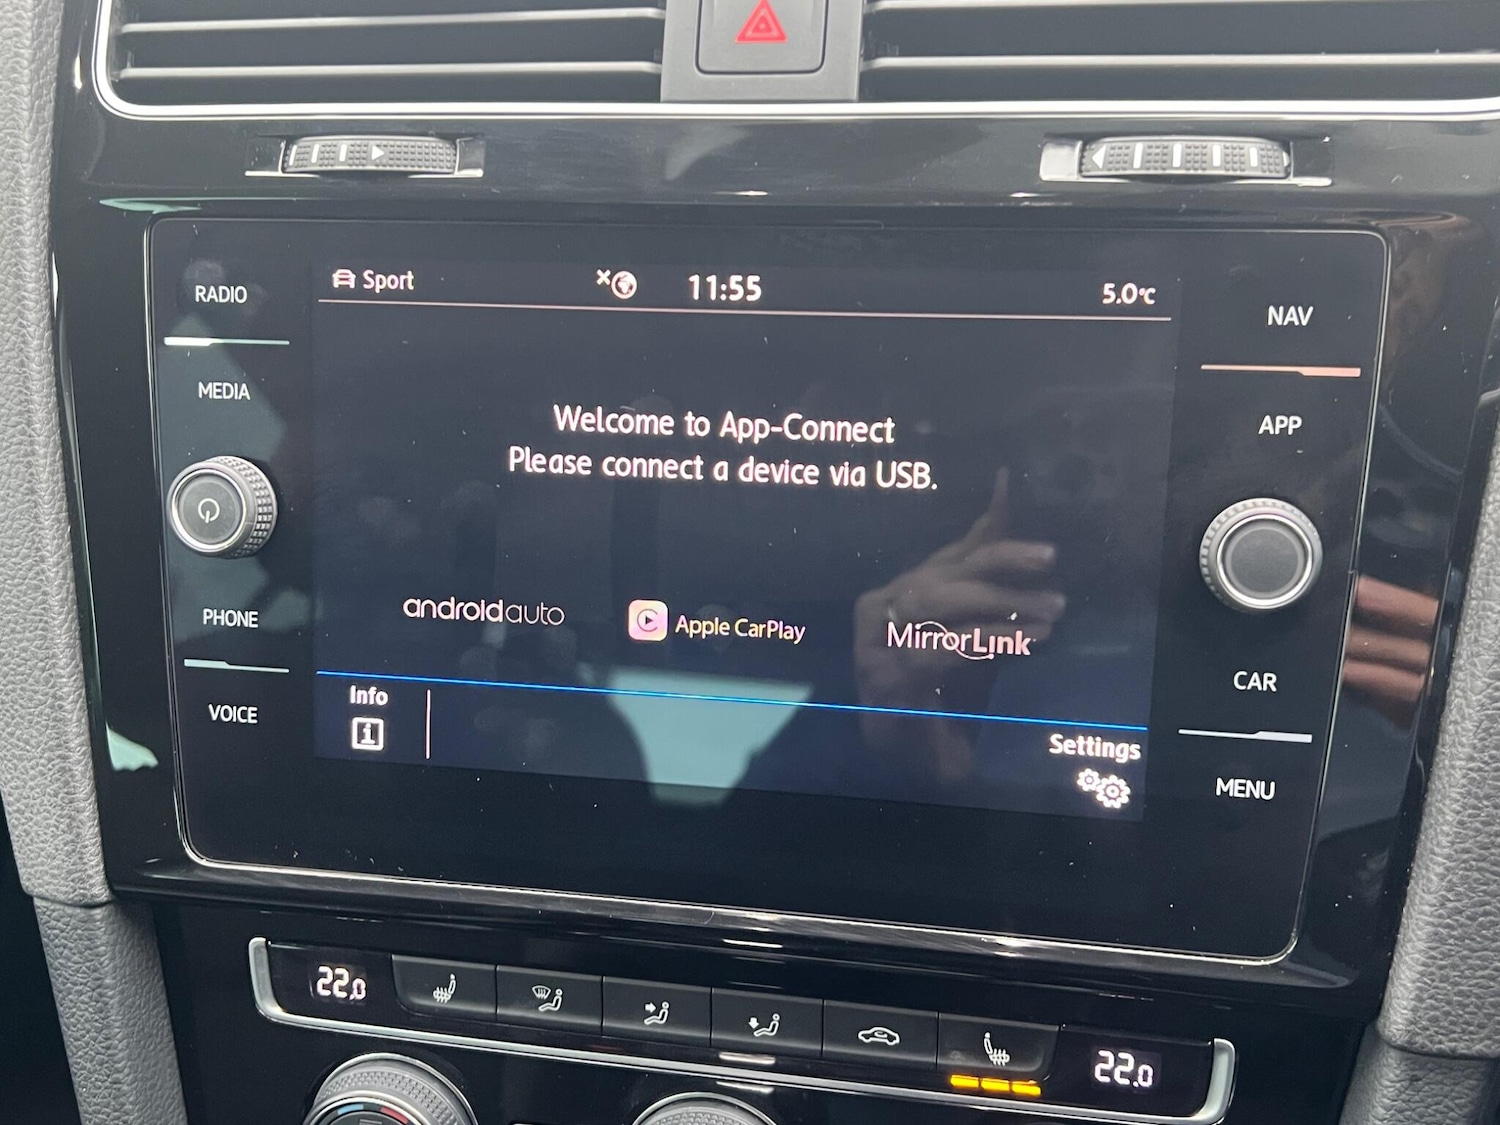 RADIO
MEDIA
PHONE
VOICE
Sport
11:55
5.0°C
Welcome to App-Connect
Please connect a device via USB.
androidauto
Apple CarPlay
MirrorLink
Info
i
Settings
NAV
APP
CAR
MENU
22.0
22.0